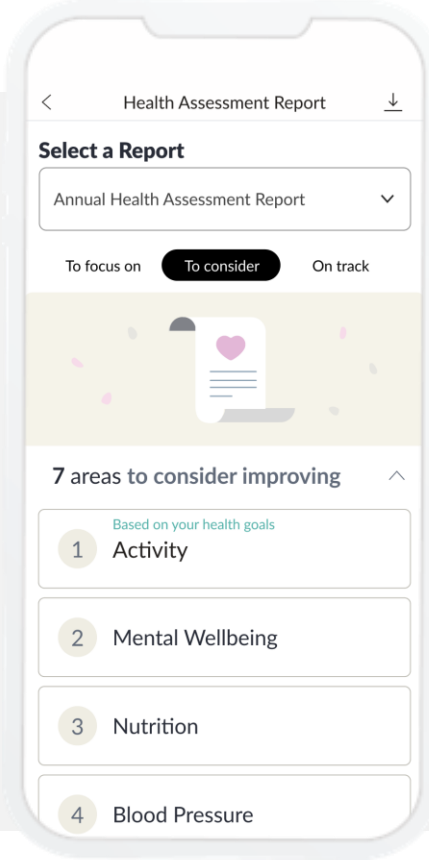 Health Assessment Report
Select a Report
Annual Health Assessment Report
To focus on To consider On track
7 areas to consider improving
Based on your health goals
1 Activity
2 Mental Wellbeing
3 Nutrition
4 Blood Pressure